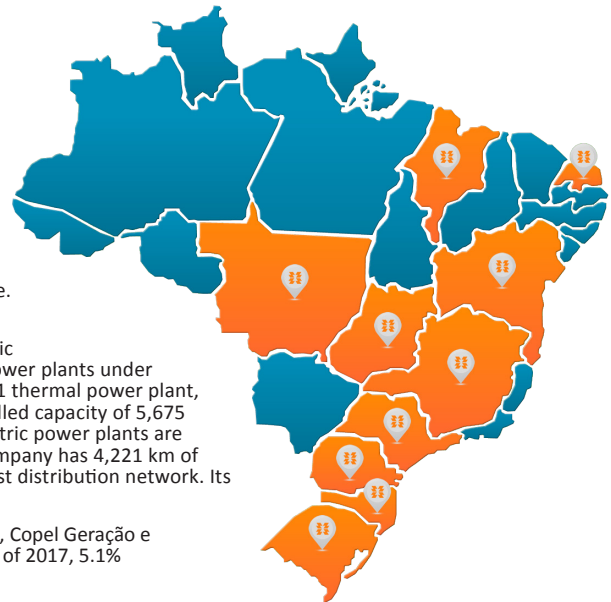 e.
ic
ower plants under
1 thermal power plant,
lled capacity of 5,675
tric power plants are
mpany has 4,221 km of
st distribution network. Its
, Copel Geração e
of 2017, 5.1%